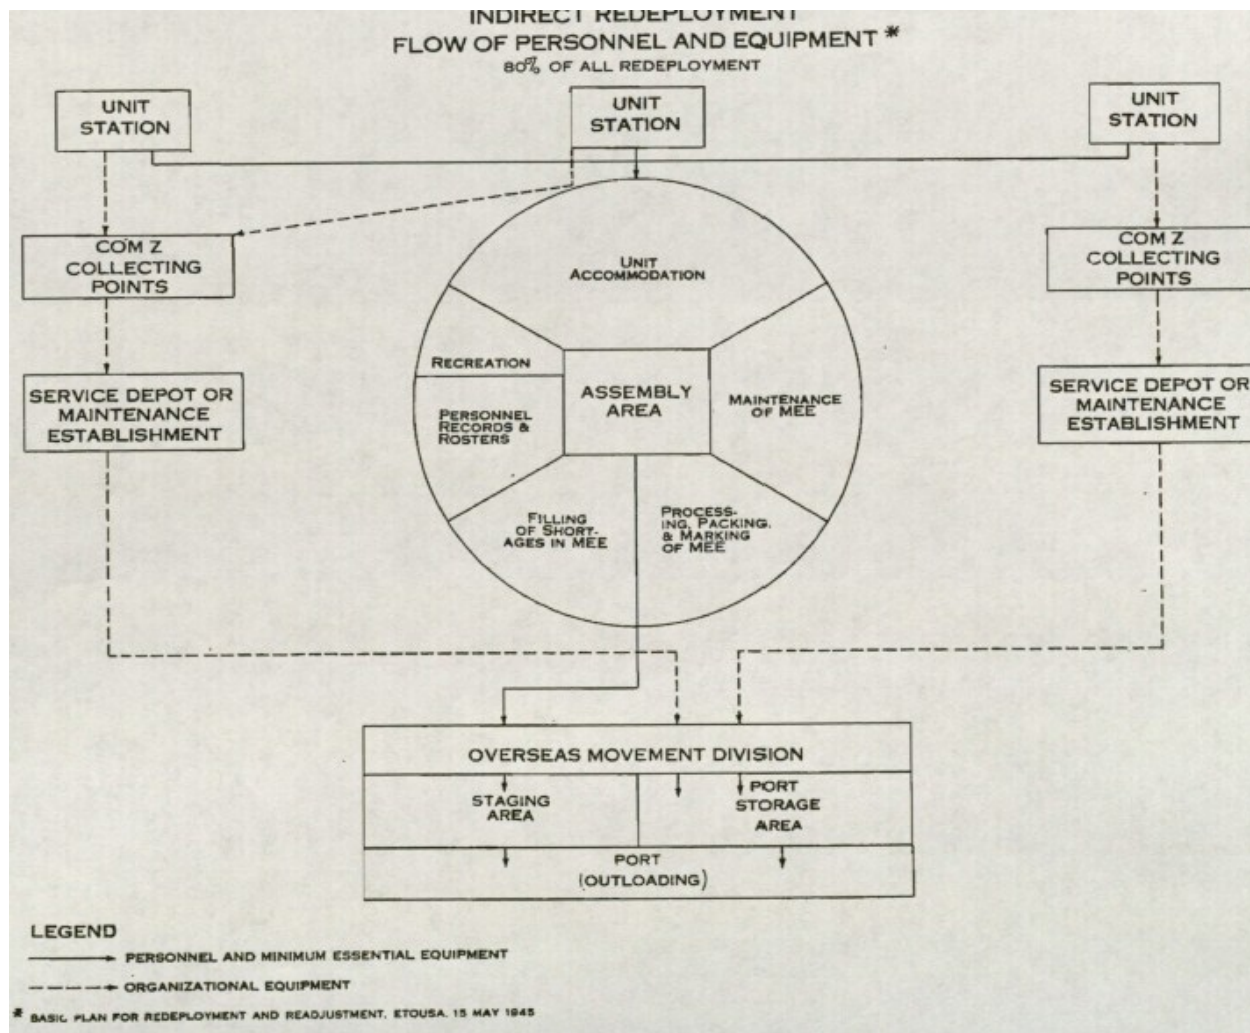 INDIRECT REDEPLOYMENT
FLOW OF PERSONNEL AND EQUIPMENT *
80% OF ALL REDEPLOYMENT
UNIT
STATION
UNIT
STATION
UNIT
STATION
COM Z
COLLECTING
POINTS
COM Z
COLLECTING
POINTS
UNIT
ACCOMMODATION
RECREATION
PERSONNEL
RECORDS &
ROSTERS
ASSEMBLY
AREA
MAINTENANCE
OF MEE
SERVICE DEPOT OR
MAINTENANCE
ESTABLISHMENT
SERVICE DEPOT OR
MAINTENANCE
ESTABLISHMENT
FILLING
OF SHORT-
AGES IN MEE
PROCESS-
ING, PACKING,
& MARKING
OF MEE
OVERSEAS MOVEMENT DIVISION
STAGING
AREA
PORT
STORAGE
AREA
PORT
(OUTLOADING)
LEGEND
PERSONNEL AND MINIMUM ESSENTIAL EQUIPMENT
ORGANIZATIONAL EQUIPMENT
* BASIC PLAN FOR REDEPLOYMENT AND READJUSTMENT, ETOUSA, 15 MAY 1945